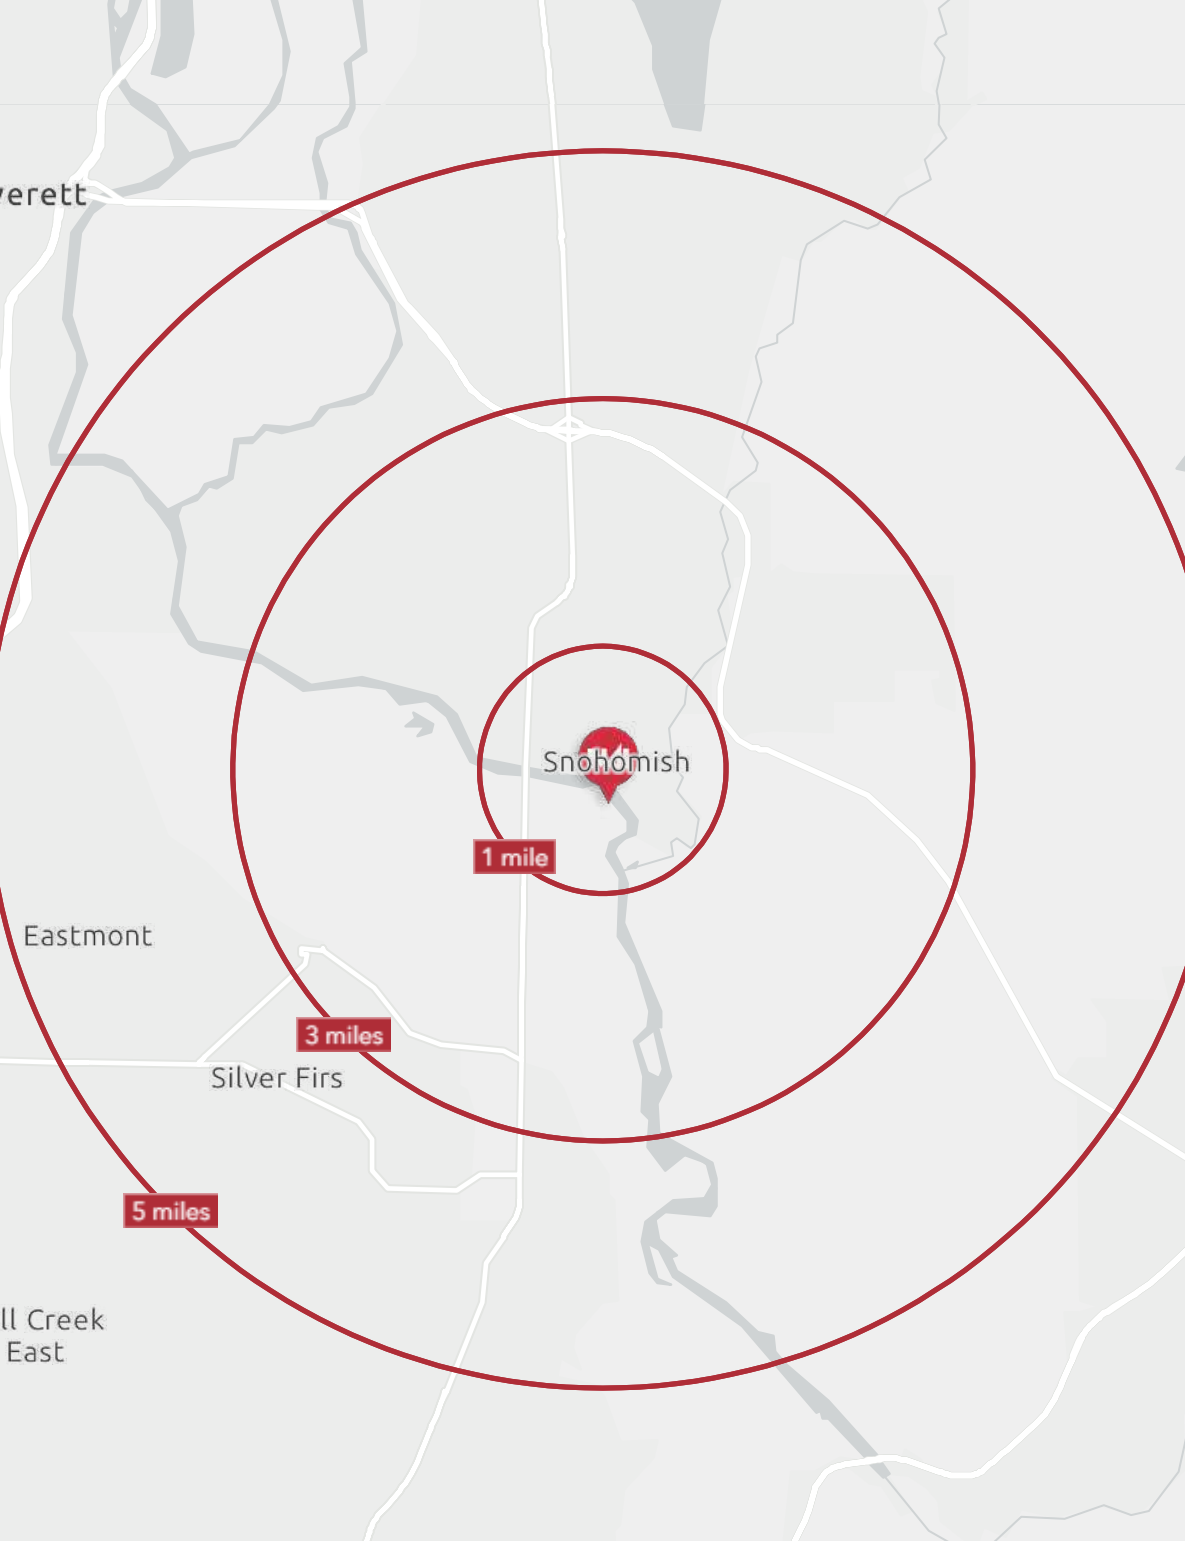 verett
Snohomish
1 mile
Eastmont
3 miles
Silver Firs
5 miles
ll Creek
East